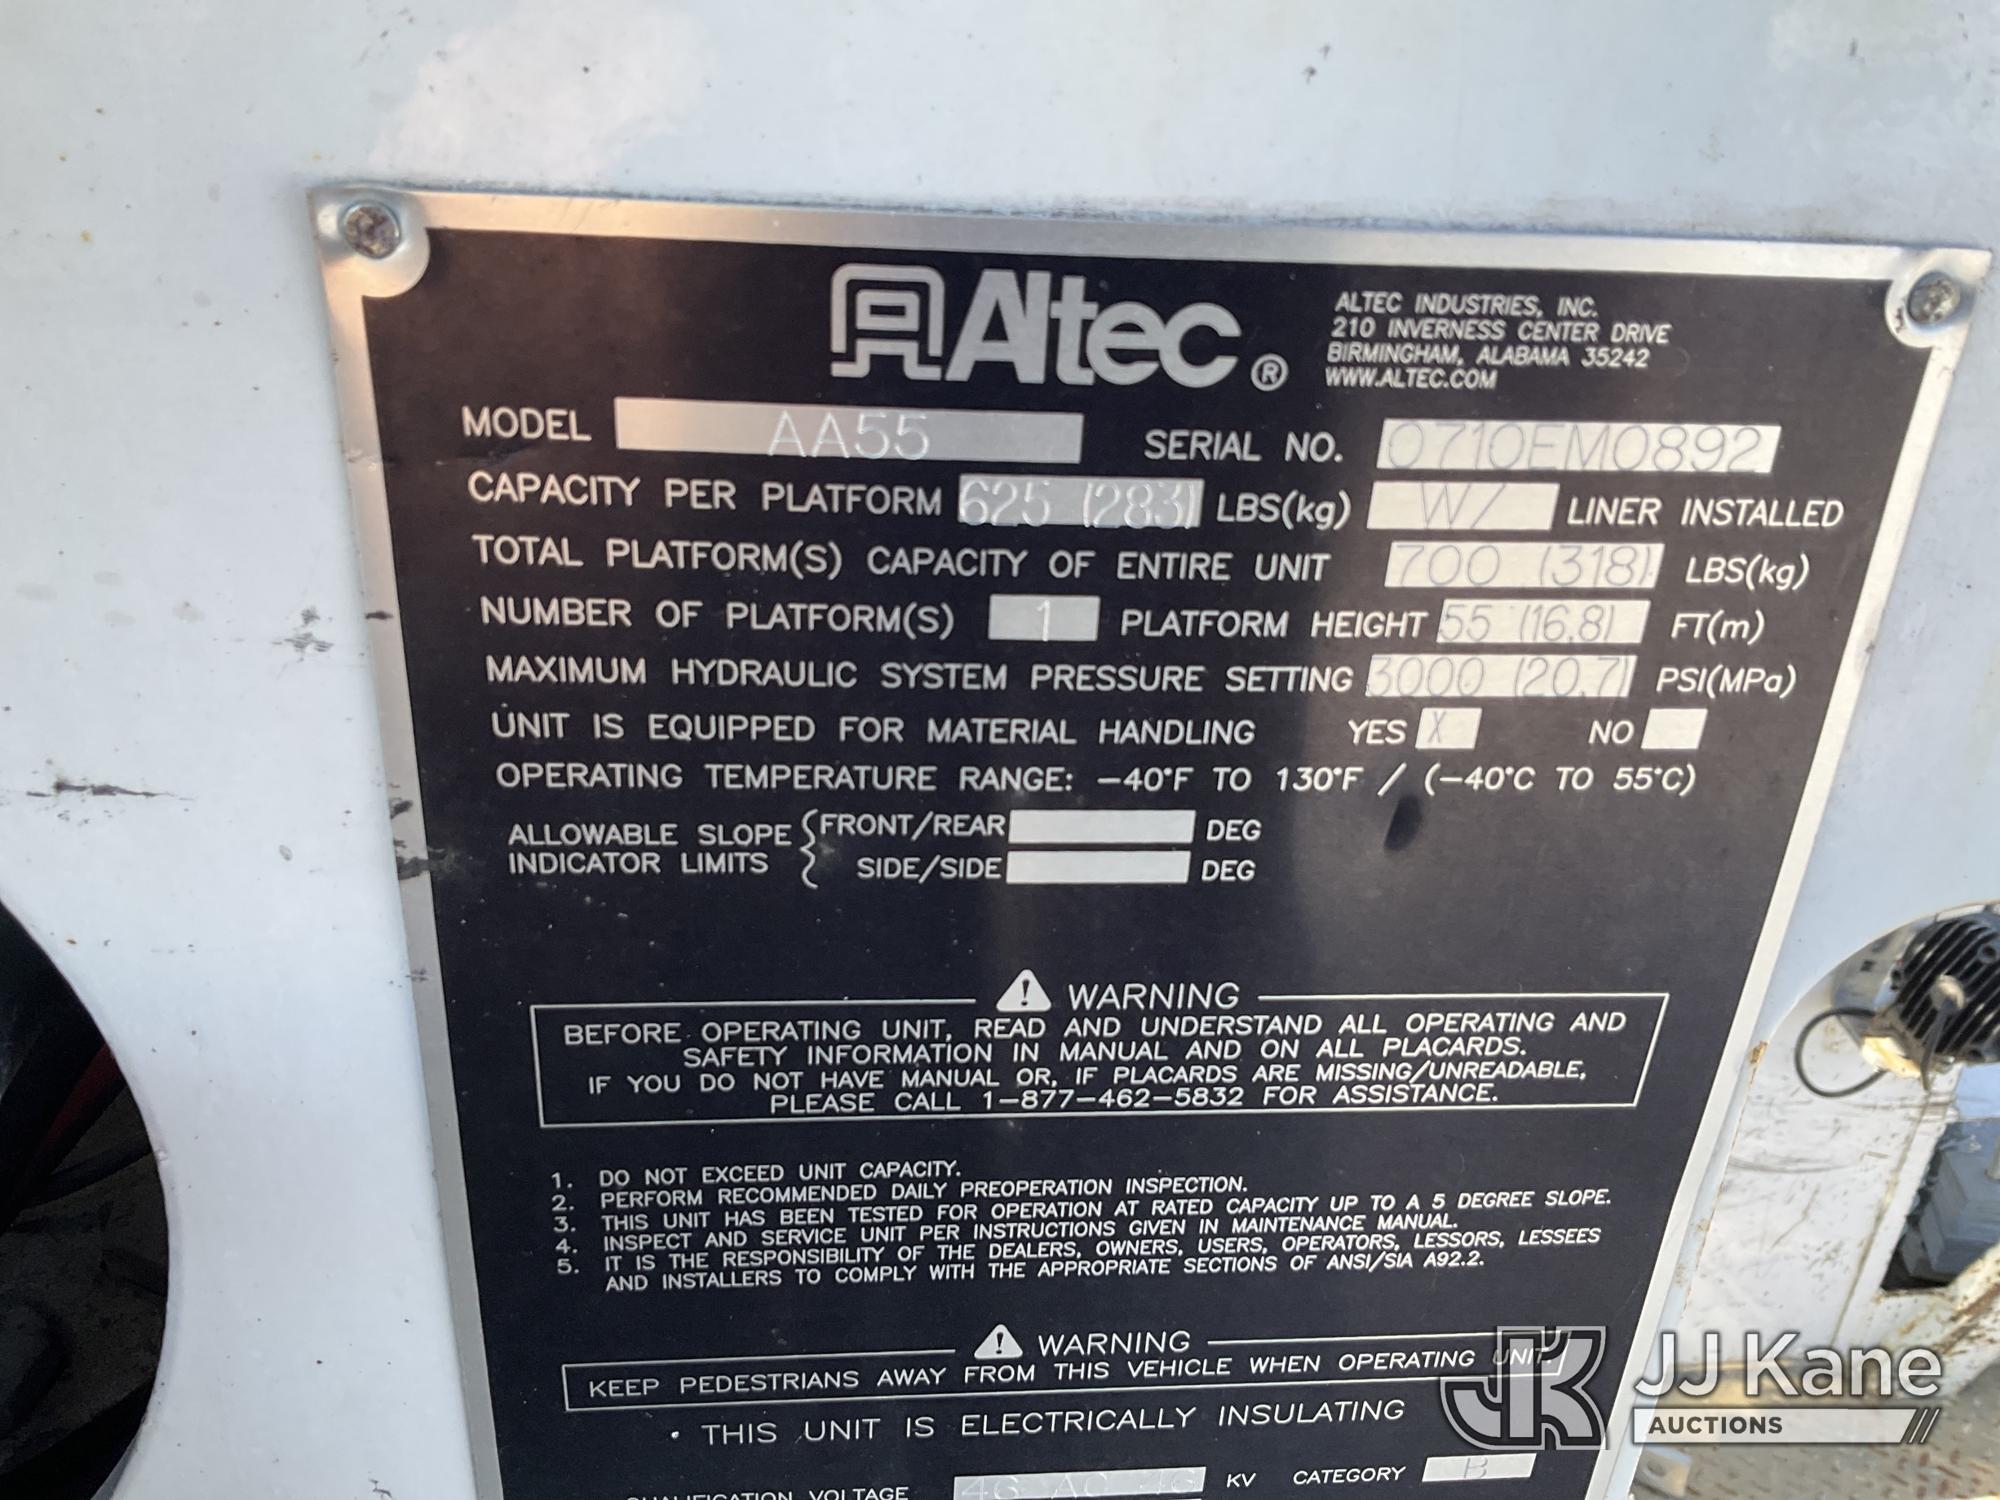 Altec ®
ALTEC INDUSTRIES, INC.
210 INVERNESS CENTER DRIVE
BIRMINGHAM, ALABAMA 35242
WWW.ALTEC.COM
MODEL AA55 SERIAL NO. 0710EM0892
CAPACITY PER PLATFORM 625 (283) LBS(kg) W/ LINER INSTALLED
TOTAL PLATFORM(S) CAPACITY OF ENTIRE UNIT 700 (318) LBS(kg)
NUMBER OF PLATFORM(S) 1 PLATFORM HEIGHT 55 (16.8) FT(m)
MAXIMUM HYDRAULIC SYSTEM PRESSURE SETTING 3000 (20.7) PSI(MPa)
UNIT IS EQUIPPED FOR MATERIAL HANDLING YES X NO
OPERATING TEMPERATURE RANGE: -40°F TO 130°F / (-40°C TO 55°C)
ALLOWABLE SLOPE { FRONT/REAR DEG
INDICATOR LIMITS SIDE/SIDE DEG
WARNING
BEFORE OPERATING UNIT, READ AND UNDERSTAND ALL OPERATING AND
SAFETY INFORMATION IN MANUAL AND ON ALL PLACARDS.
IF YOU DO NOT HAVE MANUAL OR, IF PLACARDS ARE MISSING/UNREADABLE,
PLEASE CALL 1-877-462-5832 FOR ASSISTANCE.
1. DO NOT EXCEED UNIT CAPACITY.
2. PERFORM RECOMMENDED DAILY PREOPERATION INSPECTION.
3. THIS UNIT HAS BEEN TESTED FOR OPERATION AT RATED CAPACITY UP TO A 5 DEGREE SLOPE.
4. INSPECT AND SERVICE UNIT PER INSTRUCTIONS GIVEN IN MAINTENANCE MANUAL.
5. IT IS THE RESPONSIBILITY OF THE DEALERS, OWNERS, USERS, OPERATORS, LESSORS, LESSEES
AND INSTALLERS TO COMPLY WITH THE APPROPRIATE SECTIONS OF ANSI/SIA A92.2.
WARNING
KEEP PEDESTRIANS AWAY FROM THIS VEHICLE WHEN OPERATING UNIT.
• THIS UNIT IS ELECTRICALLY INSULATING
QUALIFICATION VOLTAGE 46 AC 46 KV CATEGORY B
JK JJ Kane
AUCTIONS